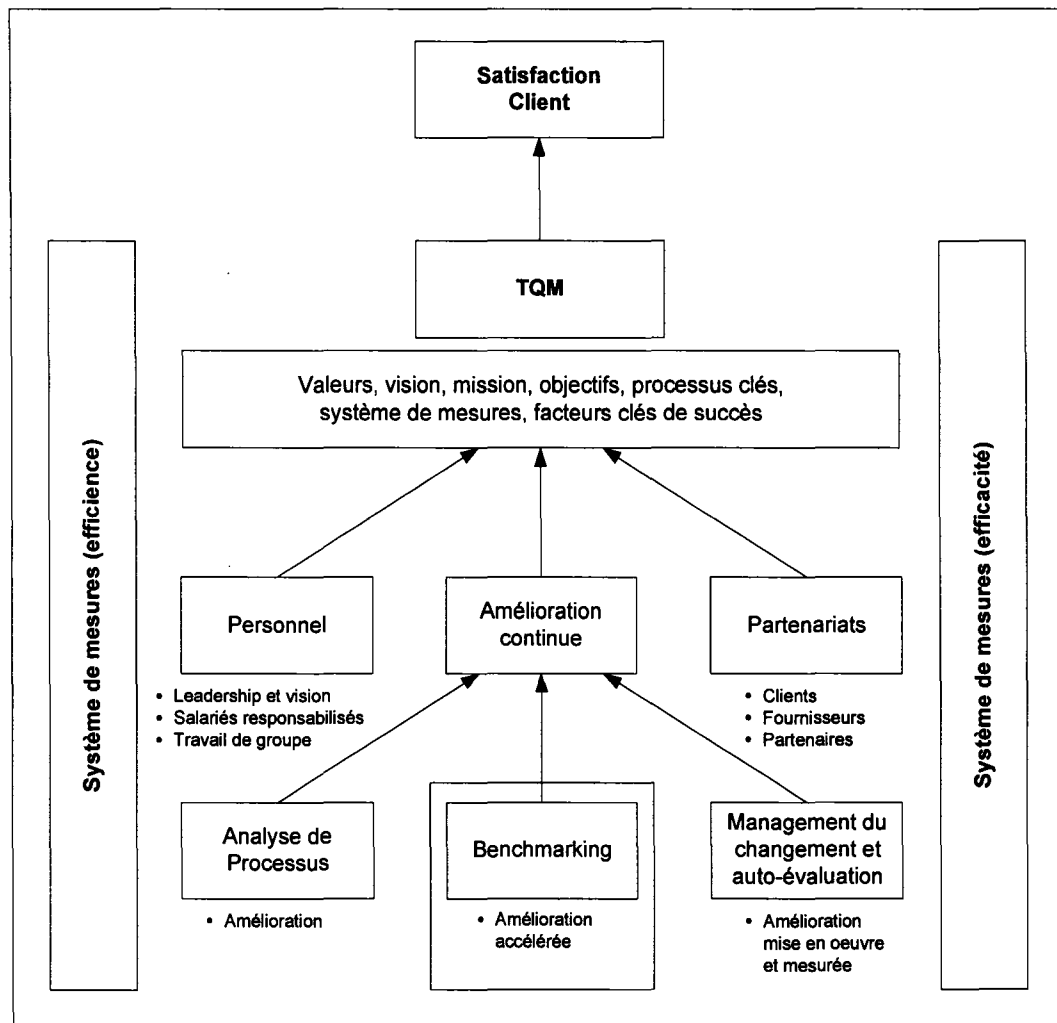 Satisfaction
Client
TQM
Valeurs, vision, mission, objectifs, processus clés,
système de mesures, facteurs clés de succès
Système de mesures (efficience)
Système de mesures (efficacité)
Personnel
• Leadership et vision
• Salariés responsabilisés
• Travail de groupe
Amélioration
continue
Partenariats
• Clients
• Fournisseurs
• Partenaires
Analyse de
Processus
• Amélioration
Benchmarking
• Amélioration
accélérée
Management du
changement et
auto-évaluation
• Amélioration
mise en oeuvre
et mesurée